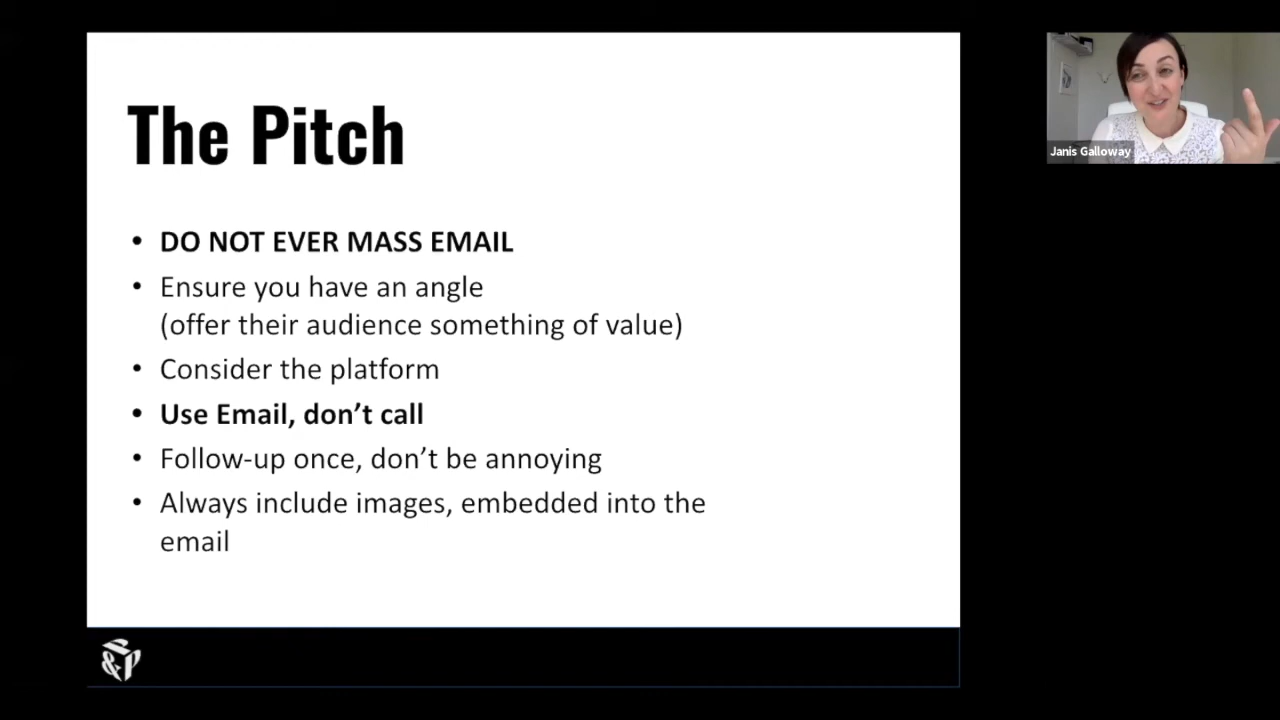 The Pitch
• DO NOT EVER MASS EMAIL
• Ensure you have an angle
(offer their audience something of value)
• Consider the platform
• Use Email, don’t call
• Follow-up once, don’t be annoying
• Always include images, embedded into the
email
&P
Janis Galloway